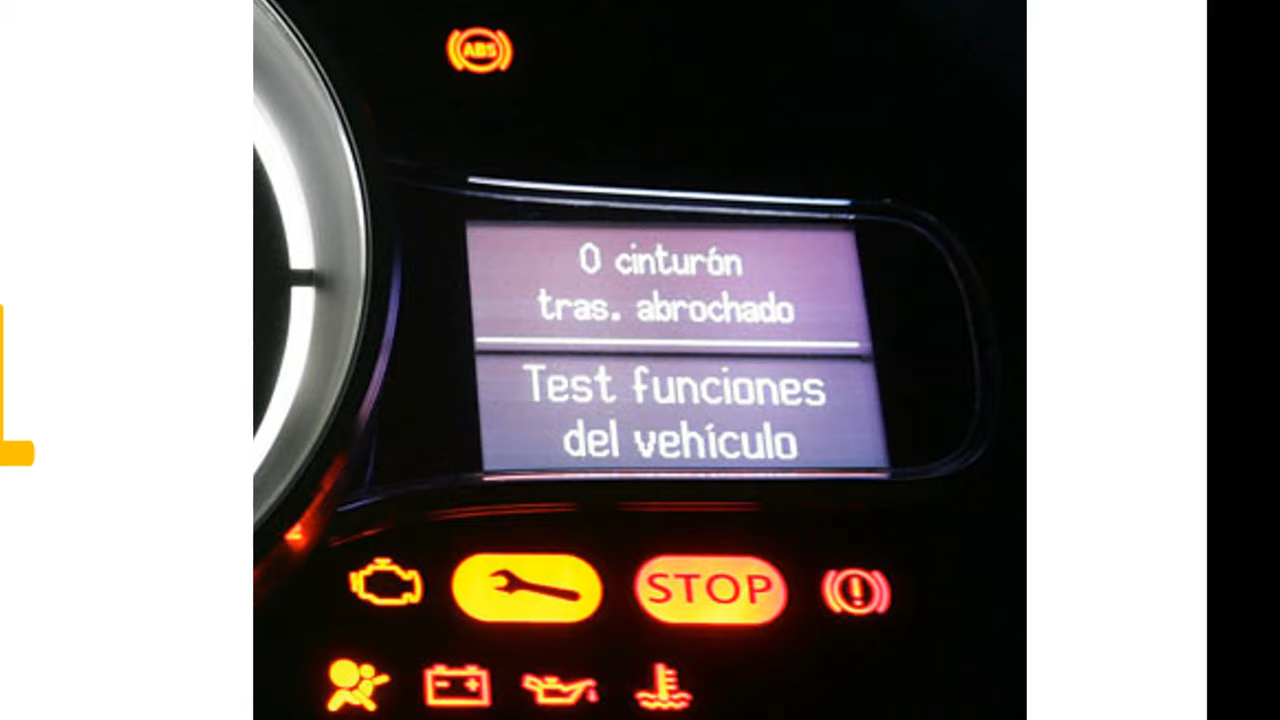 ABS
0 cinturón
tras. abrochado
Test funciones
del vehículo
STOP